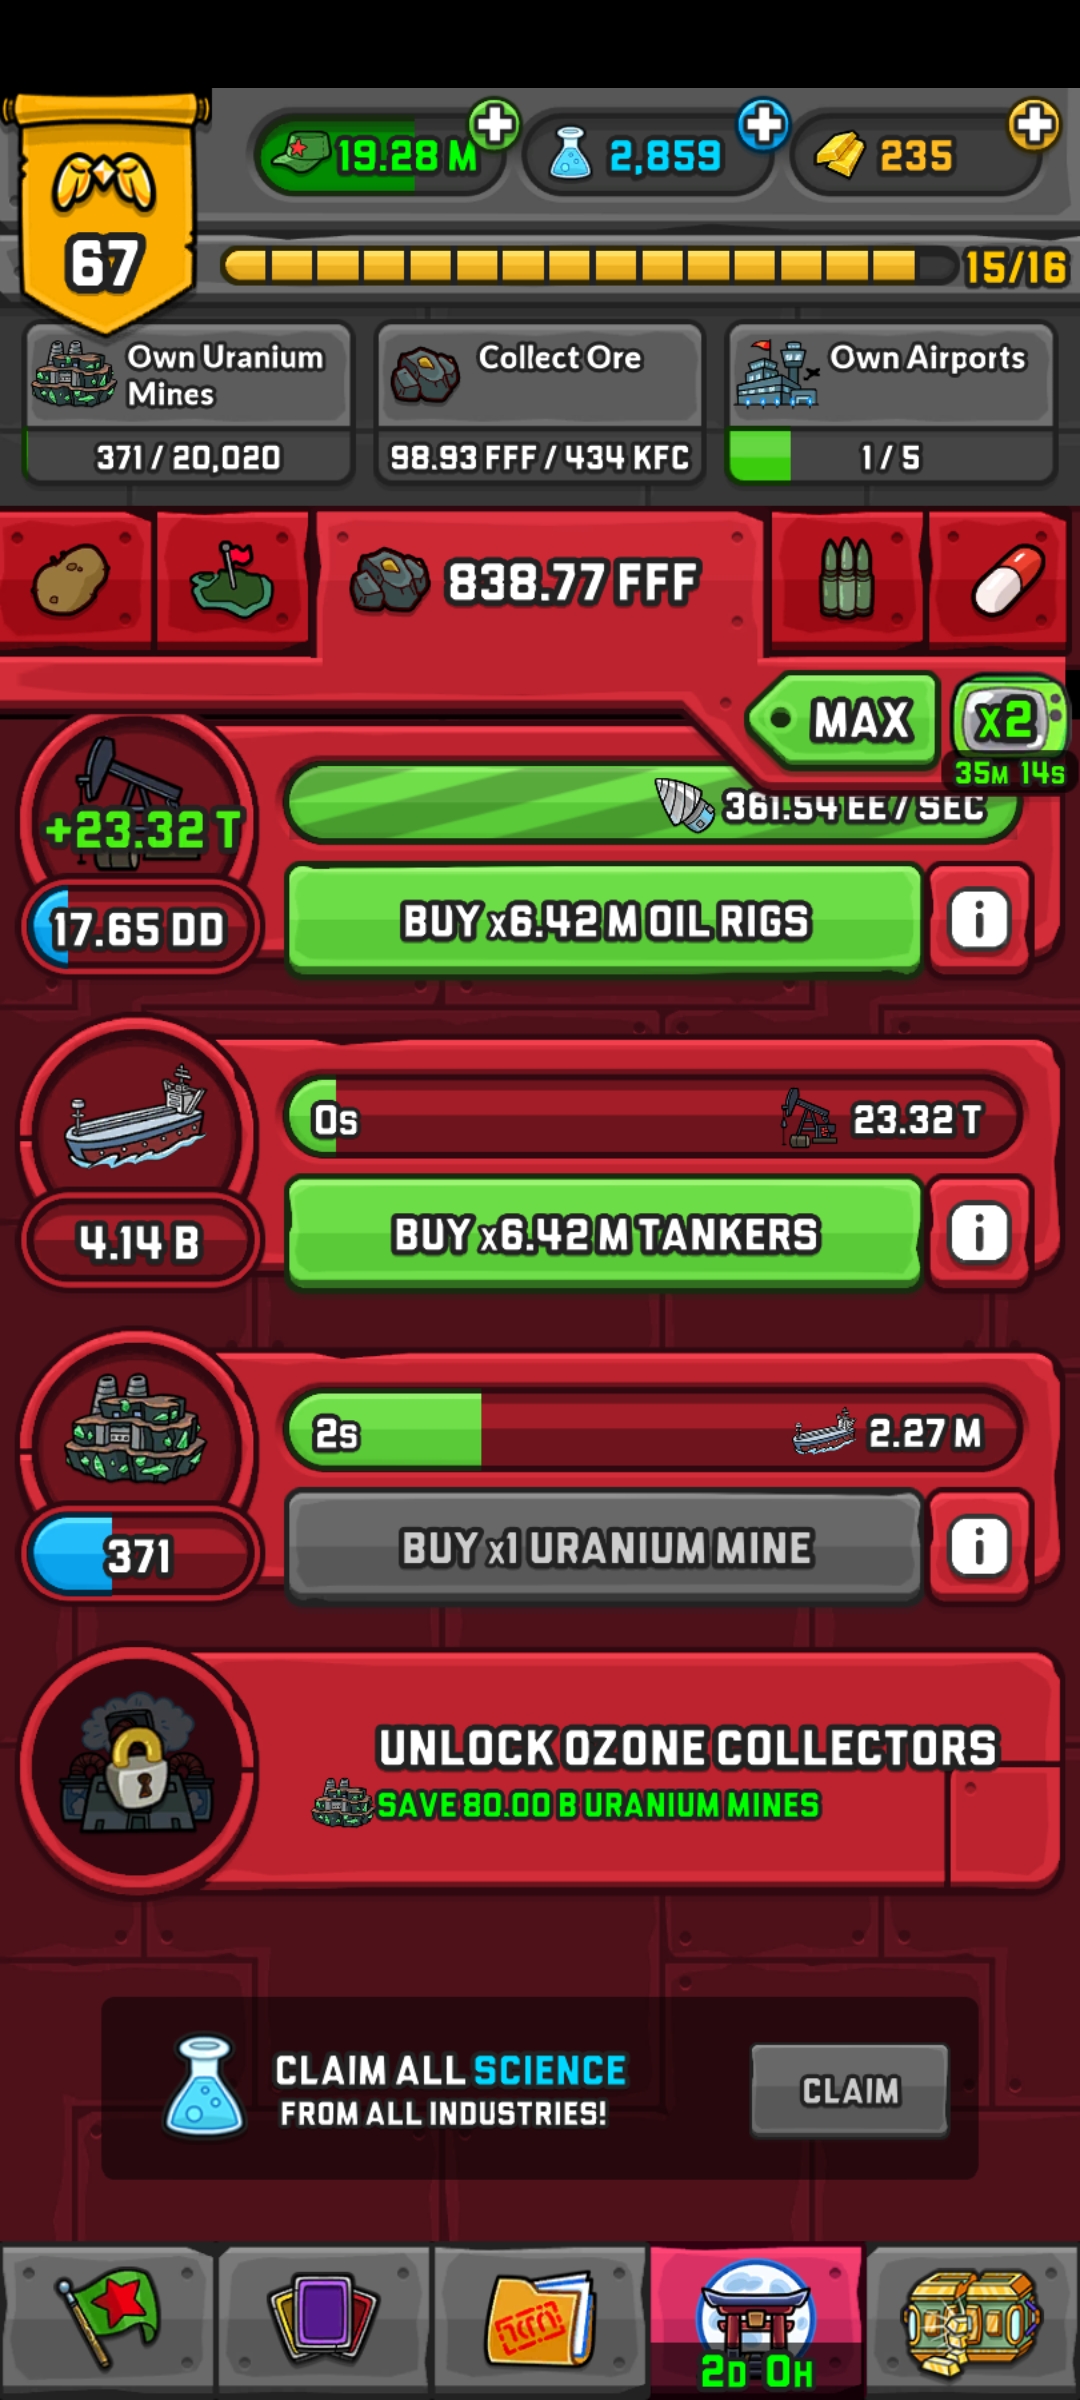 19.28 M
2,859
235
67
15/16
Own Uranium
Mines
371 / 20,020
Collect Ore
98.93 FFF / 434 KFC
Own Airports
1 / 5
838.77 FFF
MAX
x2
35M 14S
+23.32 T
361.54 EE / SEC
17.65 DD
BUY x6.42 M OIL RIGS
i
0s
23.32 T
4.14 B
BUY x6.42 M TANKERS
i
2s
2.27 M
371
BUY x1 URANIUM MINE
i
UNLOCK OZONE COLLECTORS
SAVE 80.00 B URANIUM MINES
CLAIM ALL SCIENCE
FROM ALL INDUSTRIES!
CLAIM
2D 0H